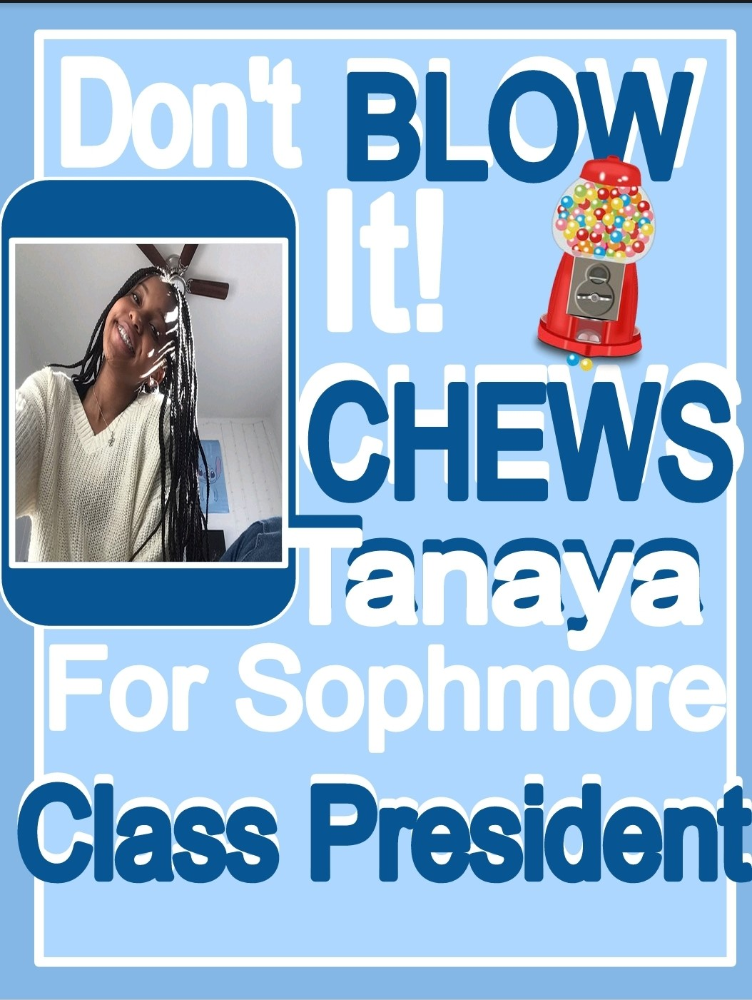 Don't BLOW
It!
CHEWS
Tanaya
For Sophmore
Class President